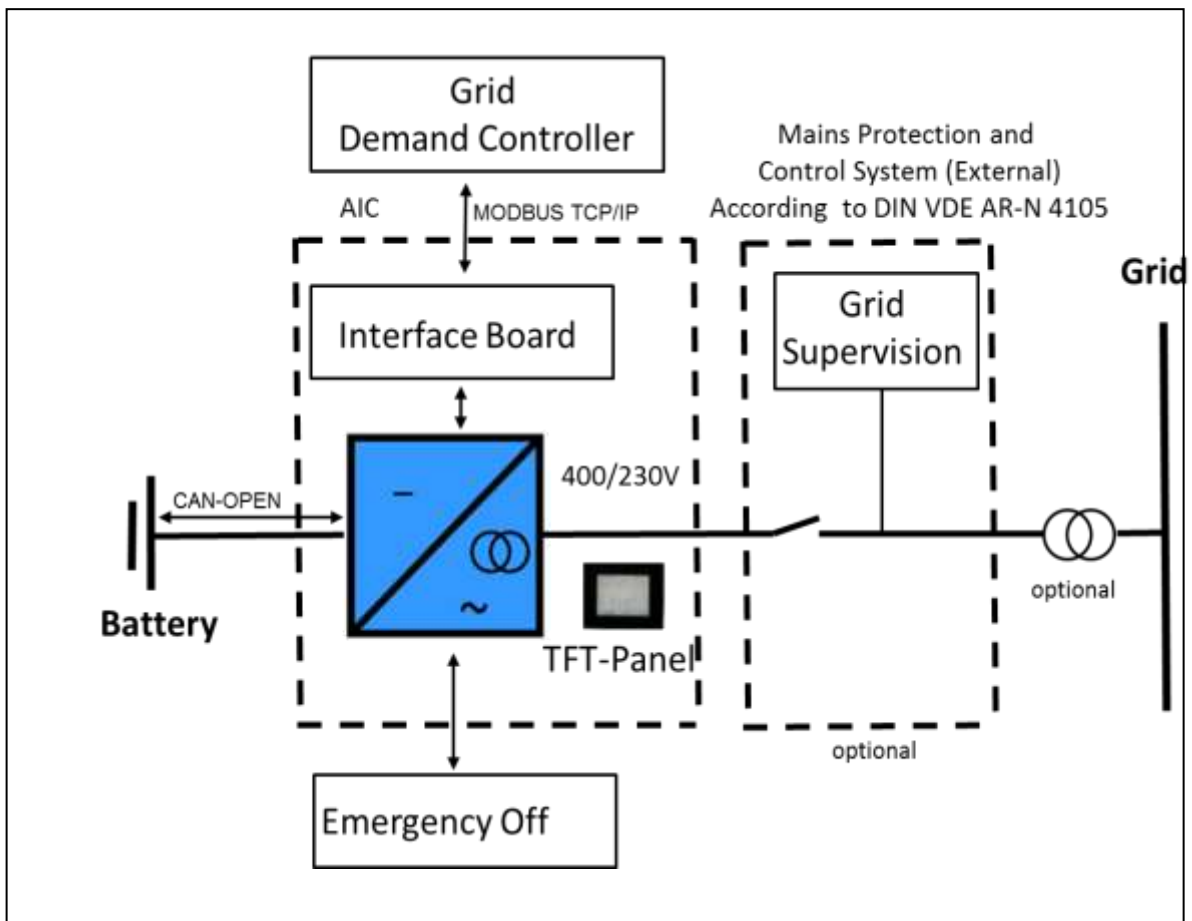 Grid
Demand Controller
Mains Protection and
Control System (External)
According to DIN VDE AR-N 4105
AIC
MODBUS TCP/IP
Grid
Interface Board
Grid
Supervision
400/230V
–
CAN-OPEN
~
optional
Battery
TFT-Panel
optional
Emergency Off